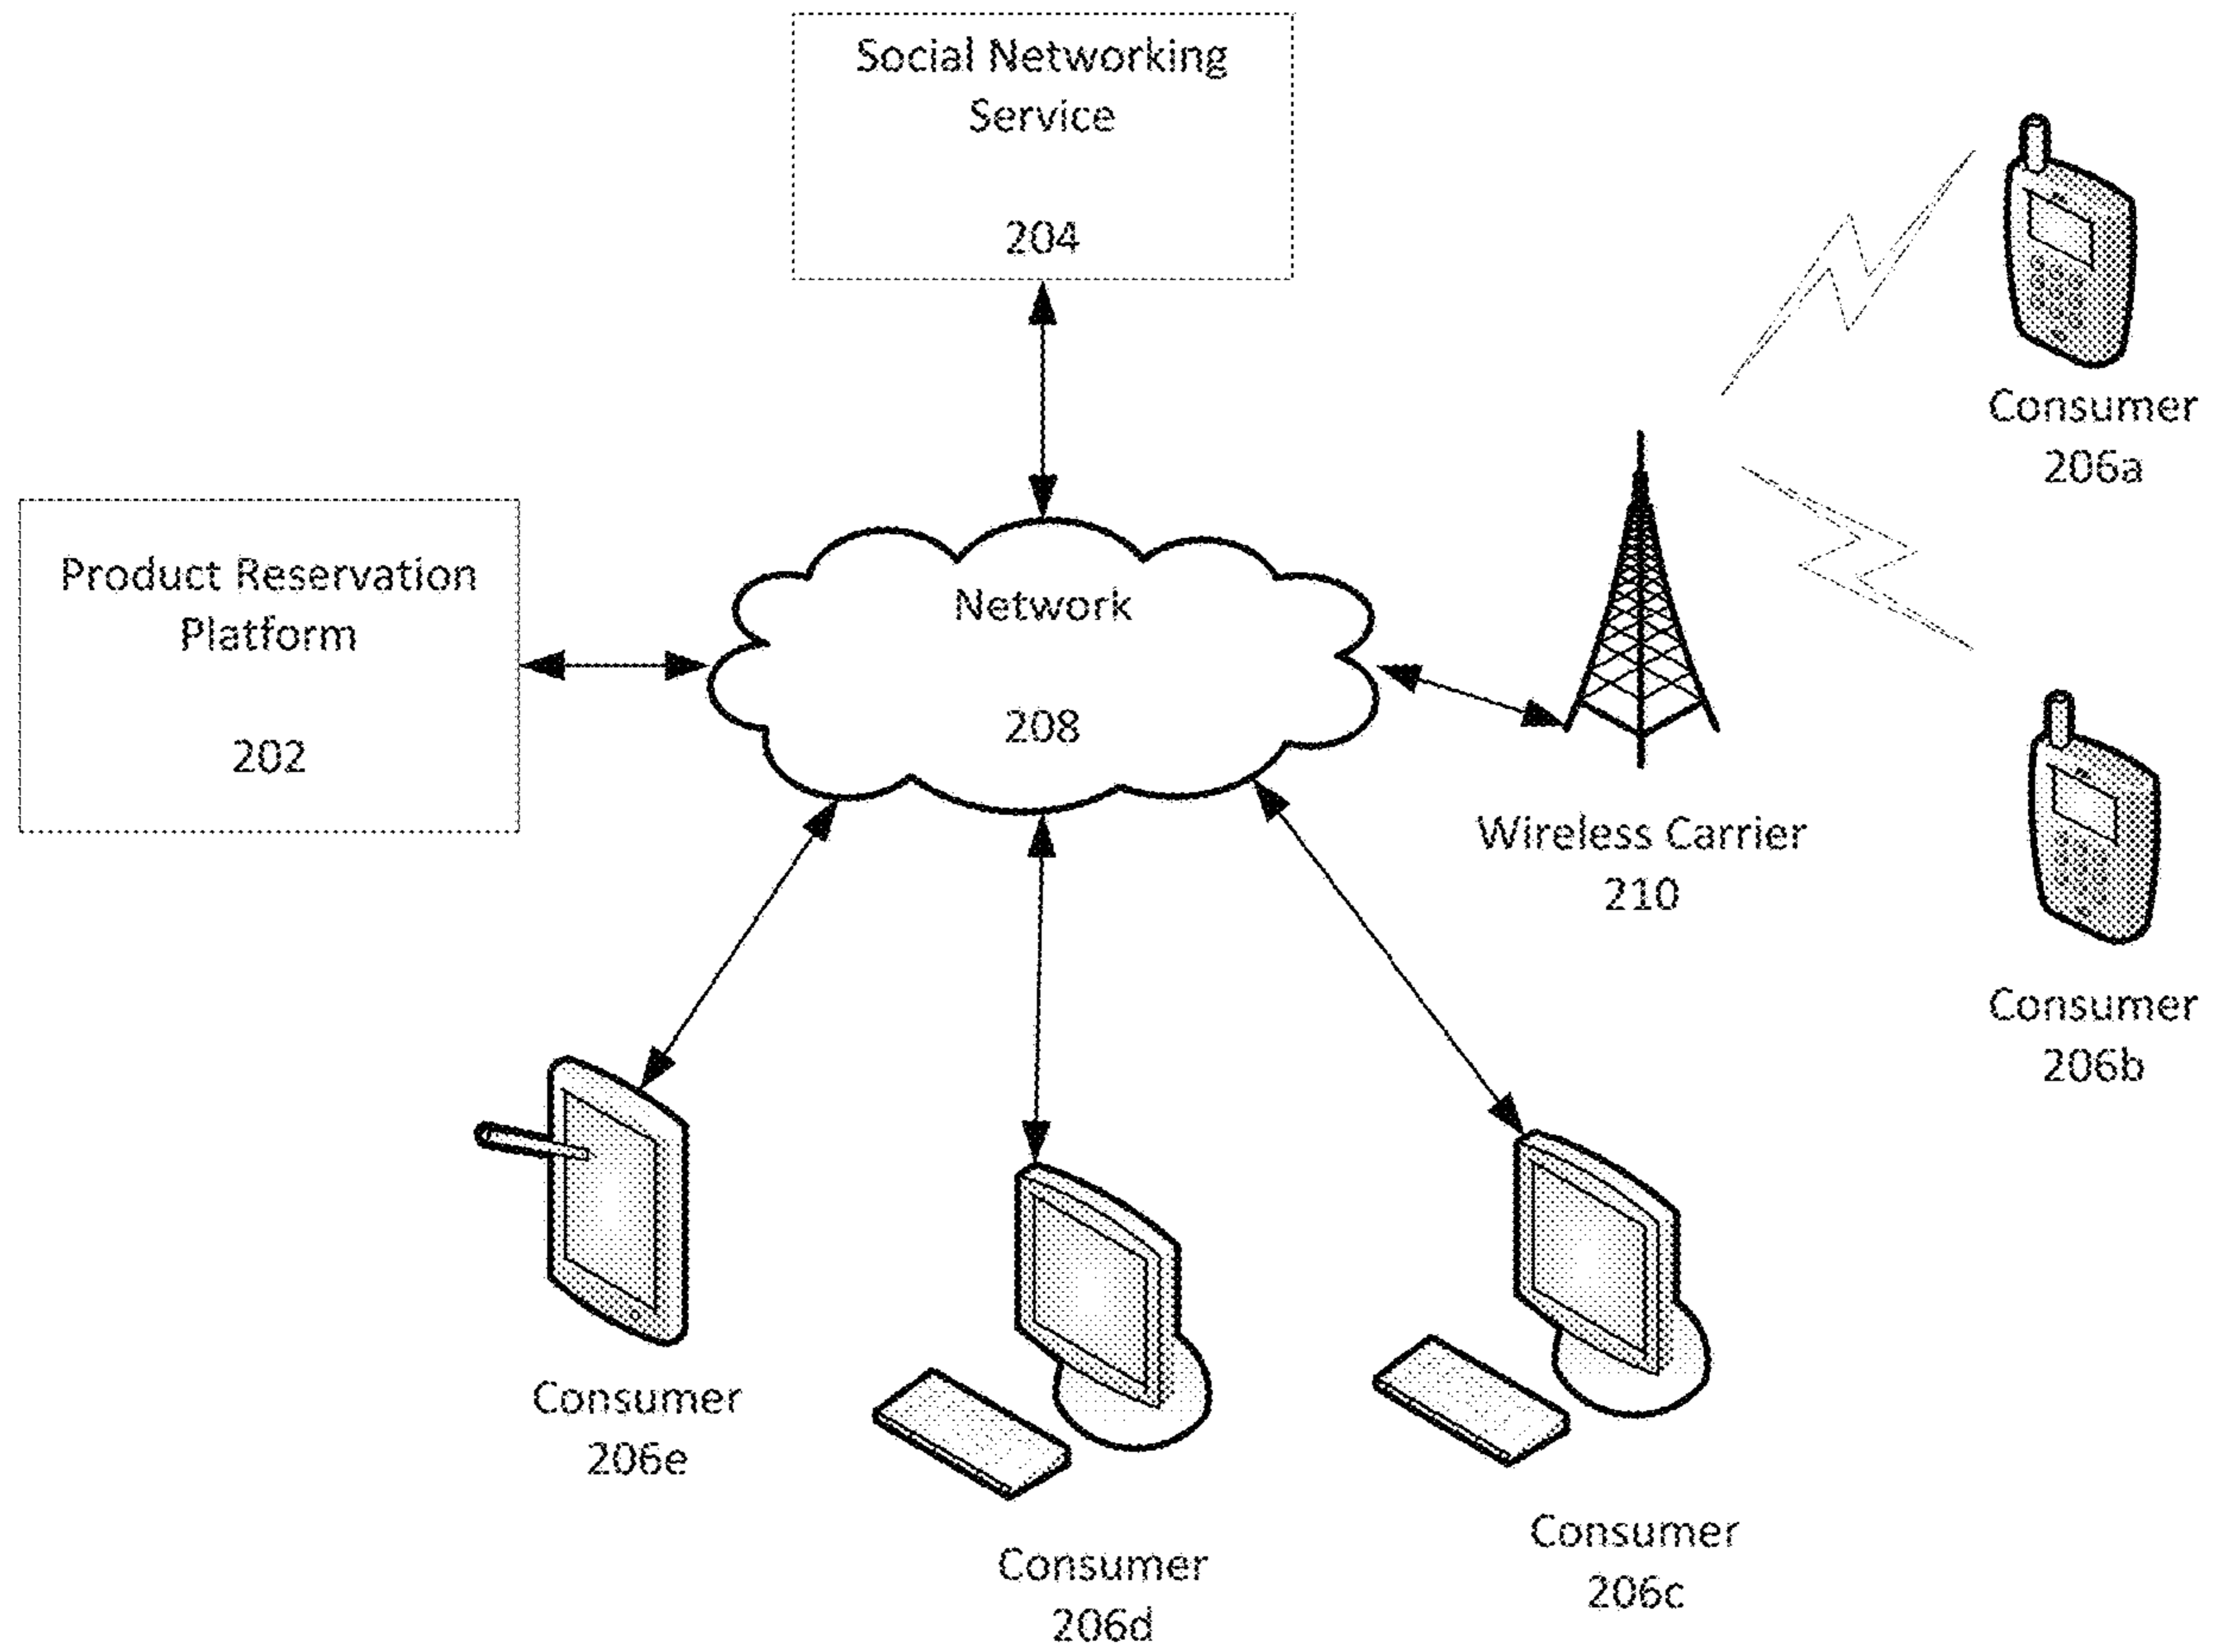 Social Networking
Service
204
Consumer
206a
Product Reservation
Platform
202
Network
208
Wireless Carrier
210
Consumer
206b
Consumer
206e
Consumer
206d
Consumer
206c